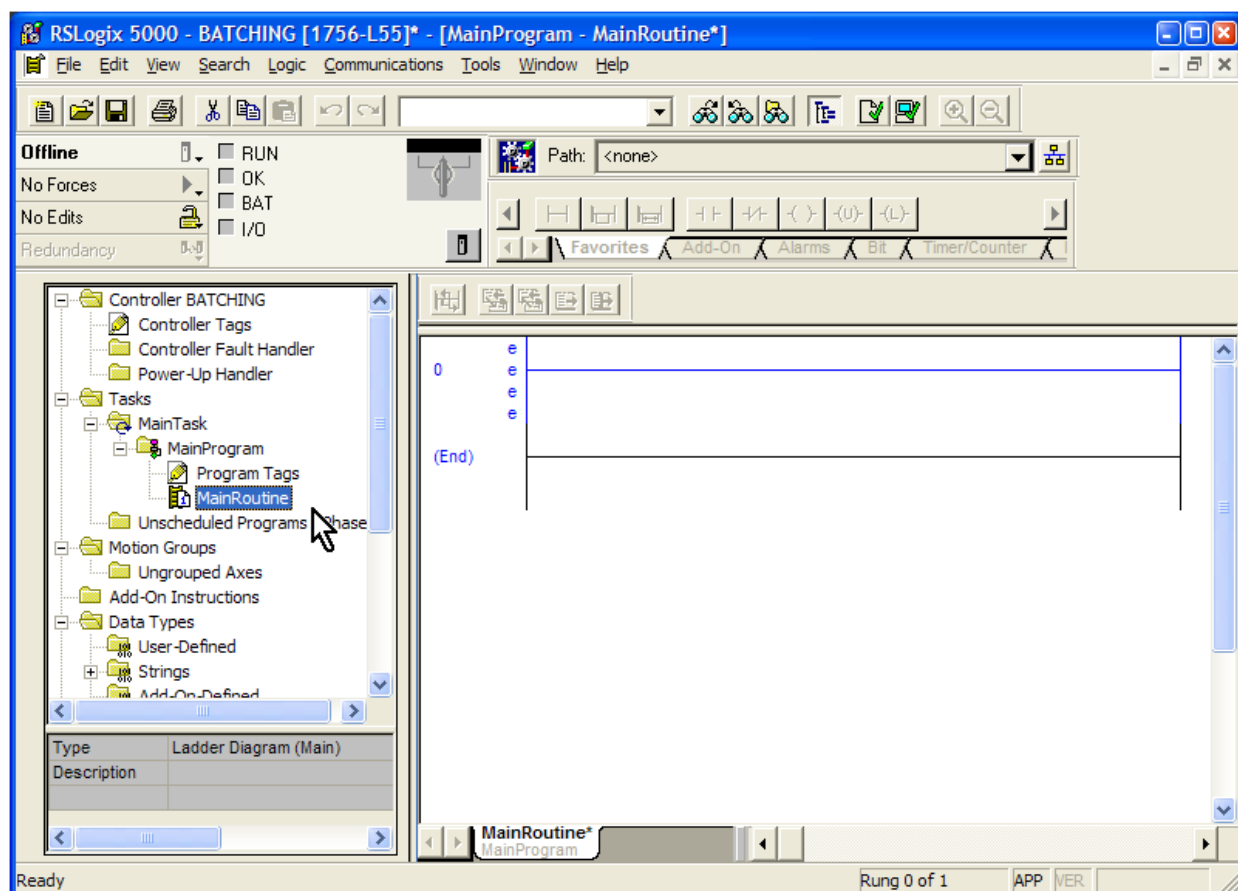 RSLogix 5000 - BATCHING [1756-L55]* - [MainProgram - MainRoutine*]
File Edit View Search Logic Communications Tools Window Help
Offline
RUN
No Forces
OK
No Edits
BAT
Redundancy
I/O
Path: <none>
Favorites Add-On Alarms Bit Timer/Counter
Controller BATCHING
Controller Tags
Controller Fault Handler
Power-Up Handler
Tasks
MainTask
MainProgram
Program Tags
MainRoutine
Unscheduled Programs Phase
Motion Groups
Ungrouped Axes
Add-On Instructions
Data Types
User-Defined
Strings
Add-On-Defined
Type Ladder Diagram (Main)
Description
e
0 e
e
e
(End)
MainRoutine*
MainProgram
Ready
Rung 0 of 1 APP VER